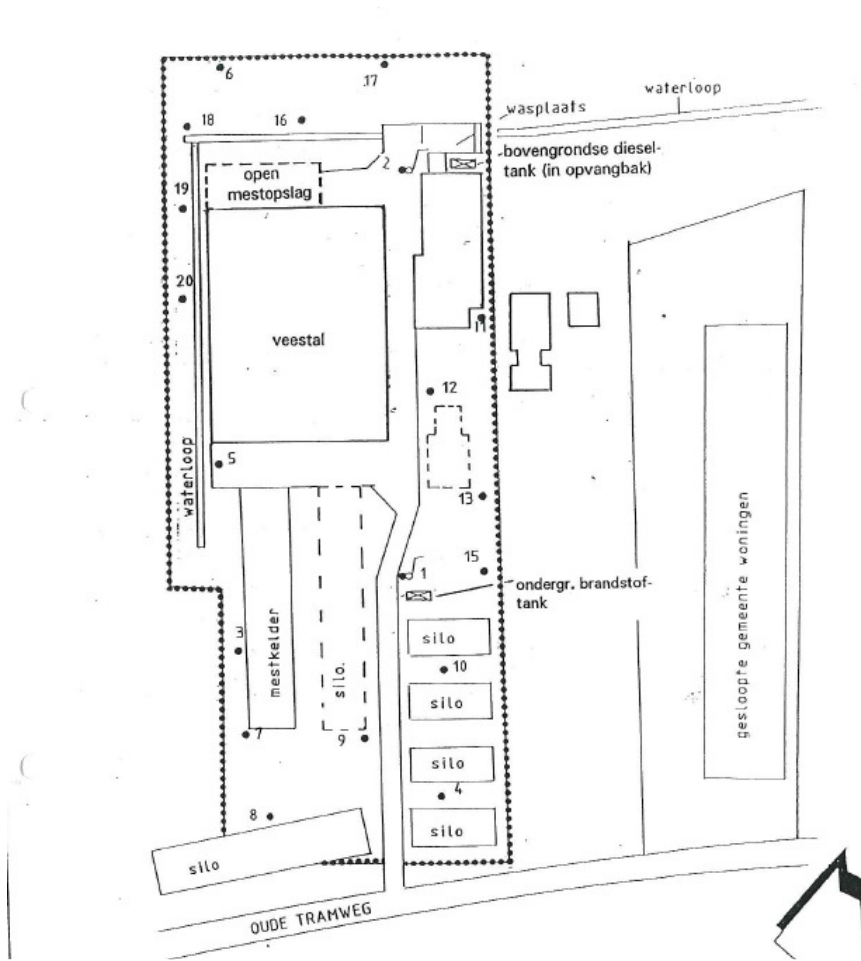 6
17
waterloop
wasplaats
18
16
bovengrondse diesel-
tank (in opvangbak)
2
open
mestopslag
19
20
11
veestal
12
waterloop
5
13
15
1
ondergr. brandstof-
tank
gesloopte gemeente woningen
3
mestkelder
silo.
silo
10
silo
7
9
silo
4
8
silo
silo
OUDE TRAMWEG